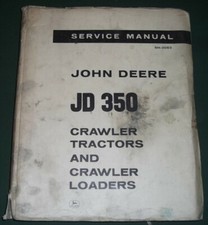 SERVICE MANUAL
JOHN DEERE
JD 350
CRAWLER
TRACTORS
AND
CRAWLER
LOADERS